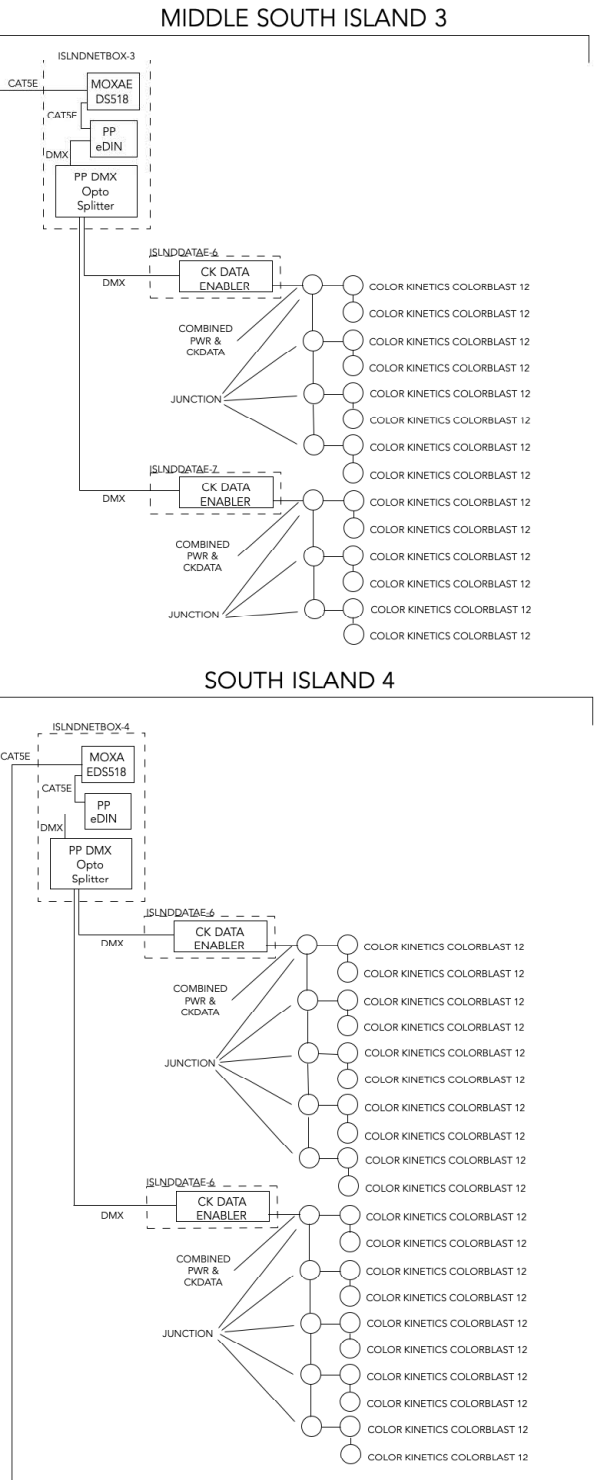 MIDDLE SOUTH ISLAND 3
ISLNDNETBOX-3
CAT5E
MOXAE
DS518
CAT5E
PP
eDIN
DMX
PP DMX
Opto
Splitter
ISLNDDATAE-6
CK DATA
ENABLER
DMX
COLOR KINETICS COLORBLAST 12
COLOR KINETICS COLORBLAST 12
COMBINED
PWR &
CKDATA
COLOR KINETICS COLORBLAST 12
COLOR KINETICS COLORBLAST 12
JUNCTION
COLOR KINETICS COLORBLAST 12
COLOR KINETICS COLORBLAST 12
COLOR KINETICS COLORBLAST 12
COLOR KINETICS COLORBLAST 12
ISLNDDATAE-7
CK DATA
ENABLER
DMX
COLOR KINETICS COLORBLAST 12
COLOR KINETICS COLORBLAST 12
COMBINED
PWR &
CKDATA
COLOR KINETICS COLORBLAST 12
COLOR KINETICS COLORBLAST 12
JUNCTION
COLOR KINETICS COLORBLAST 12
COLOR KINETICS COLORBLAST 12
SOUTH ISLAND 4
ISLNDNETBOX-4
CAT5E
MOXA
EDS518
CAT5E
PP
eDIN
DMX
PP DMX
Opto
Splitter
ISLNDDATAE-6
CK DATA
ENABLER
DMX
COLOR KINETICS COLORBLAST 12
COLOR KINETICS COLORBLAST 12
COMBINED
PWR &
CKDATA
COLOR KINETICS COLORBLAST 12
COLOR KINETICS COLORBLAST 12
JUNCTION
COLOR KINETICS COLORBLAST 12
COLOR KINETICS COLORBLAST 12
COLOR KINETICS COLORBLAST 12
COLOR KINETICS COLORBLAST 12
COLOR KINETICS COLORBLAST 12
COLOR KINETICS COLORBLAST 12
ISLNDDATAE-6
CK DATA
ENABLER
DMX
COLOR KINETICS COLORBLAST 12
COLOR KINETICS COLORBLAST 12
COMBINED
PWR &
CKDATA
COLOR KINETICS COLORBLAST 12
COLOR KINETICS COLORBLAST 12
JUNCTION
COLOR KINETICS COLORBLAST 12
COLOR KINETICS COLORBLAST 12
COLOR KINETICS COLORBLAST 12
COLOR KINETICS COLORBLAST 12
COLOR KINETICS COLORBLAST 12
COLOR KINETICS COLORBLAST 12